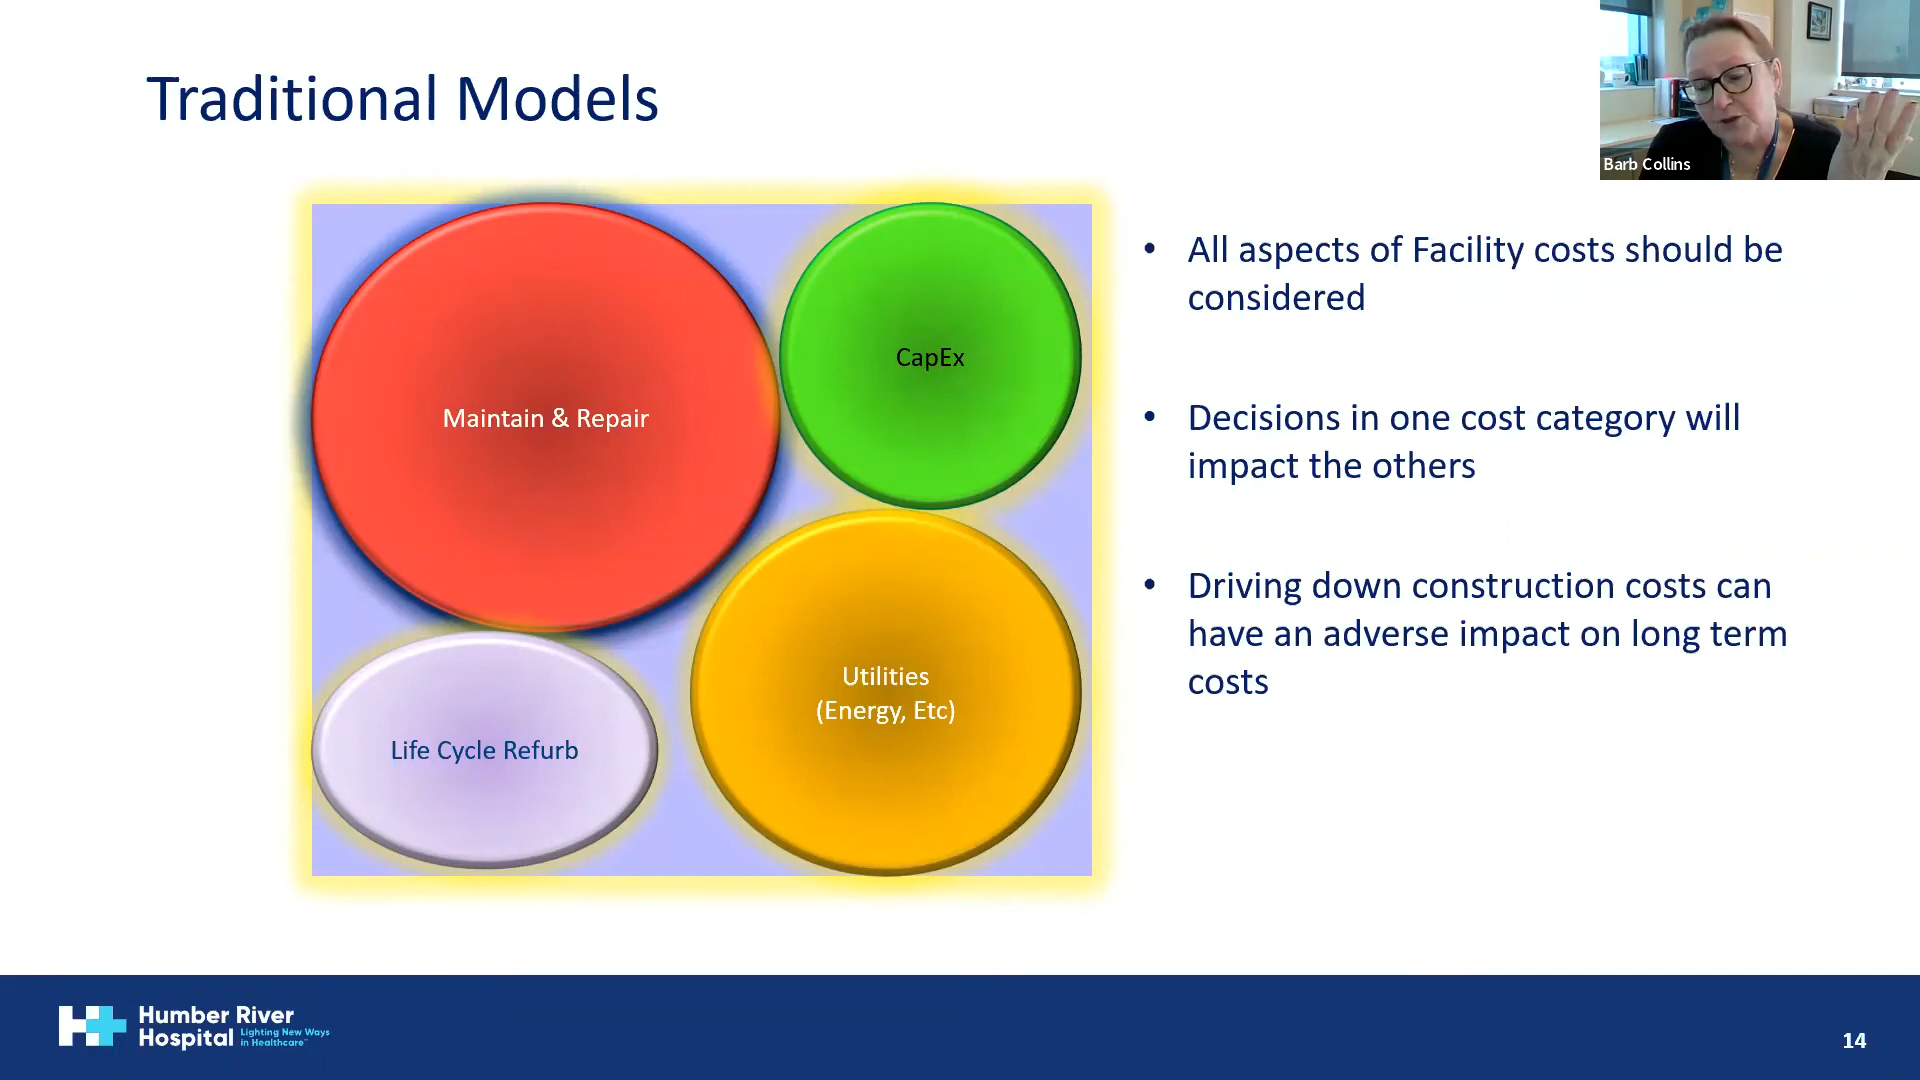 Traditional Models
Barb Collins
Maintain & Repair
CapEx
Life Cycle Refurb
Utilities
(Energy, Etc)
• All aspects of Facility costs should be
considered
• Decisions in one cost category will
impact the others
• Driving down construction costs can
have an adverse impact on long term
costs
Humber River
Hospital
Lighting New Ways
in Healthcare™
14